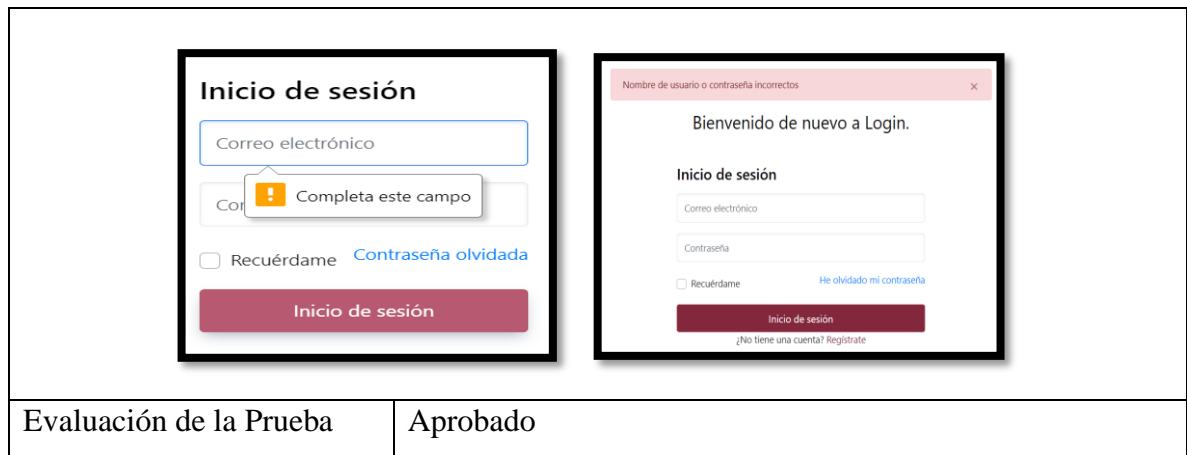 Inicio de sesión
Correo electrónico
Completa este campo
Recuérdame Contraseña olvidada
Inicio de sesión
Nombre de usuario o contraseña incorrectos ×
Bienvenido de nuevo a Login.
Inicio de sesión
Correo electrónico
Contraseña
Recuérdame He olvidado mi contraseña
Inicio de sesión
¿No tiene una cuenta? Regístrate
Evaluación de la Prueba Aprobado